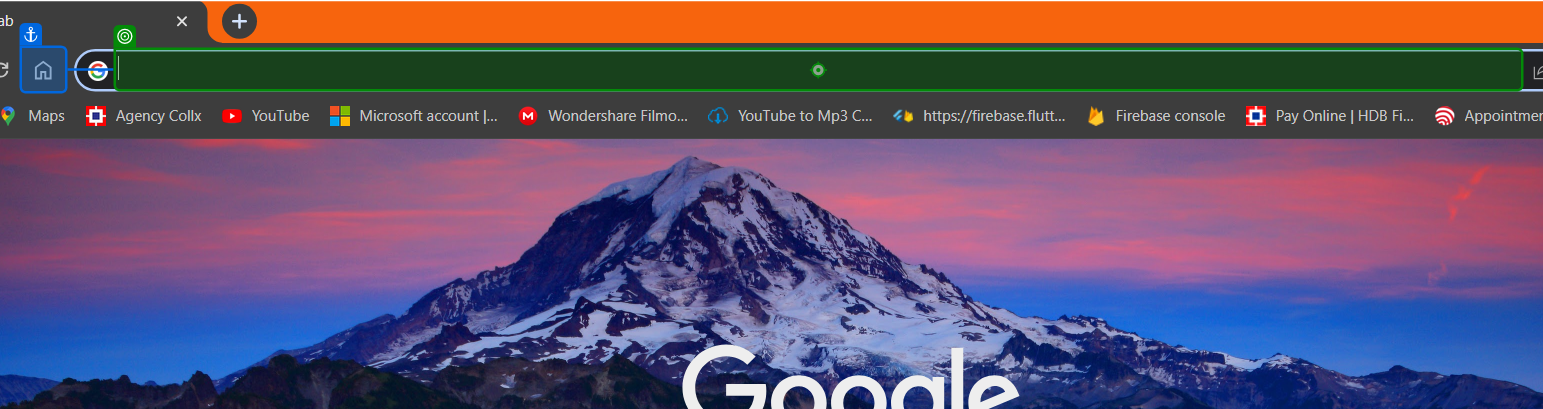 ab
Maps Agency Collx YouTube Microsoft account |... Wondershare Filmo... YouTube to Mp3 C... https://firebase.flutt... Firebase console Pay Online | HDB Fi... Appointmen
Google